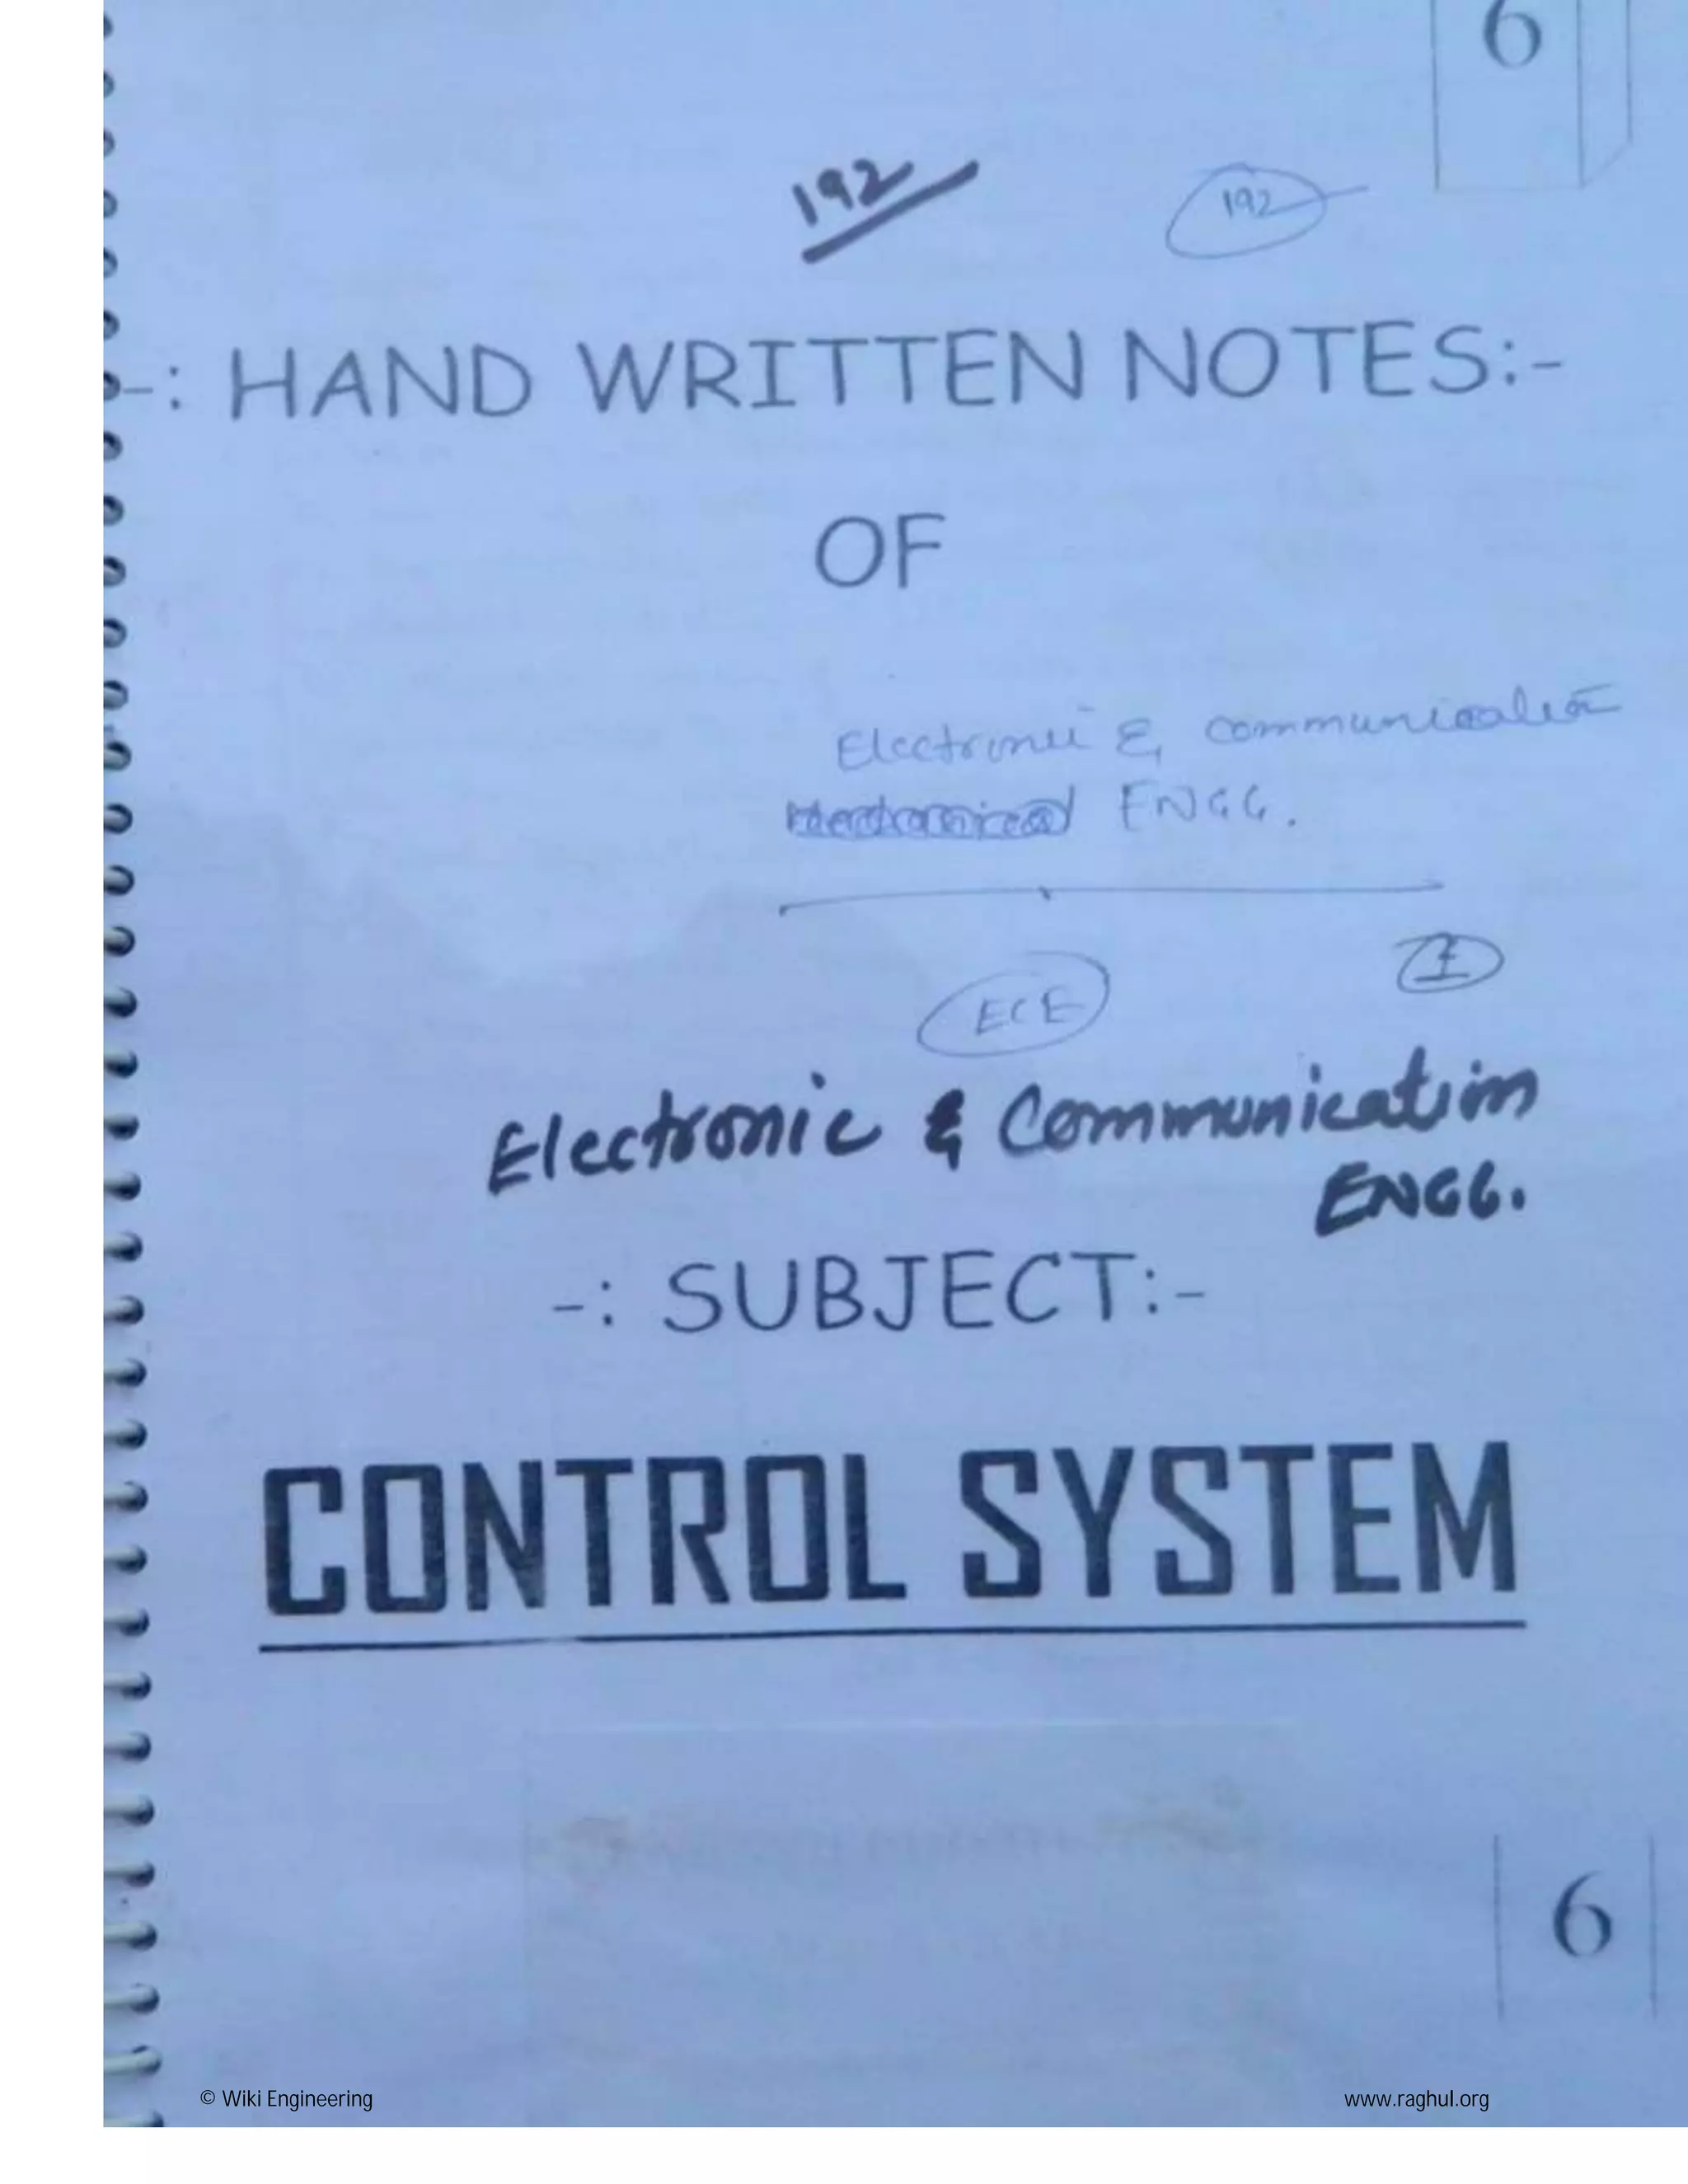 6
192
192
-: HAND WRITTEN NOTES:-
OF
Electronic & communication
ENGG.
ECE
Electronic & Communication
ENGG.
-: SUBJECT:-
CONTROL SYSTEM
6
© Wiki Engineering
www.raghul.org